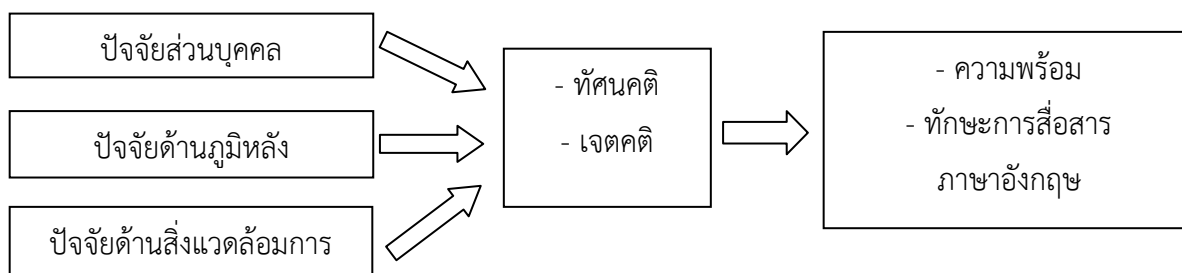 ปัจจัยส่วนบุคคล
ปัจจัยด้านภูมิหลัง
ปัจจัยด้านสิ่งแวดล้อมการ
- ทัศนคติ
- เจตคติ
- ความพร้อม
- ทักษะการสื่อสาร
ภาษาอังกฤษ